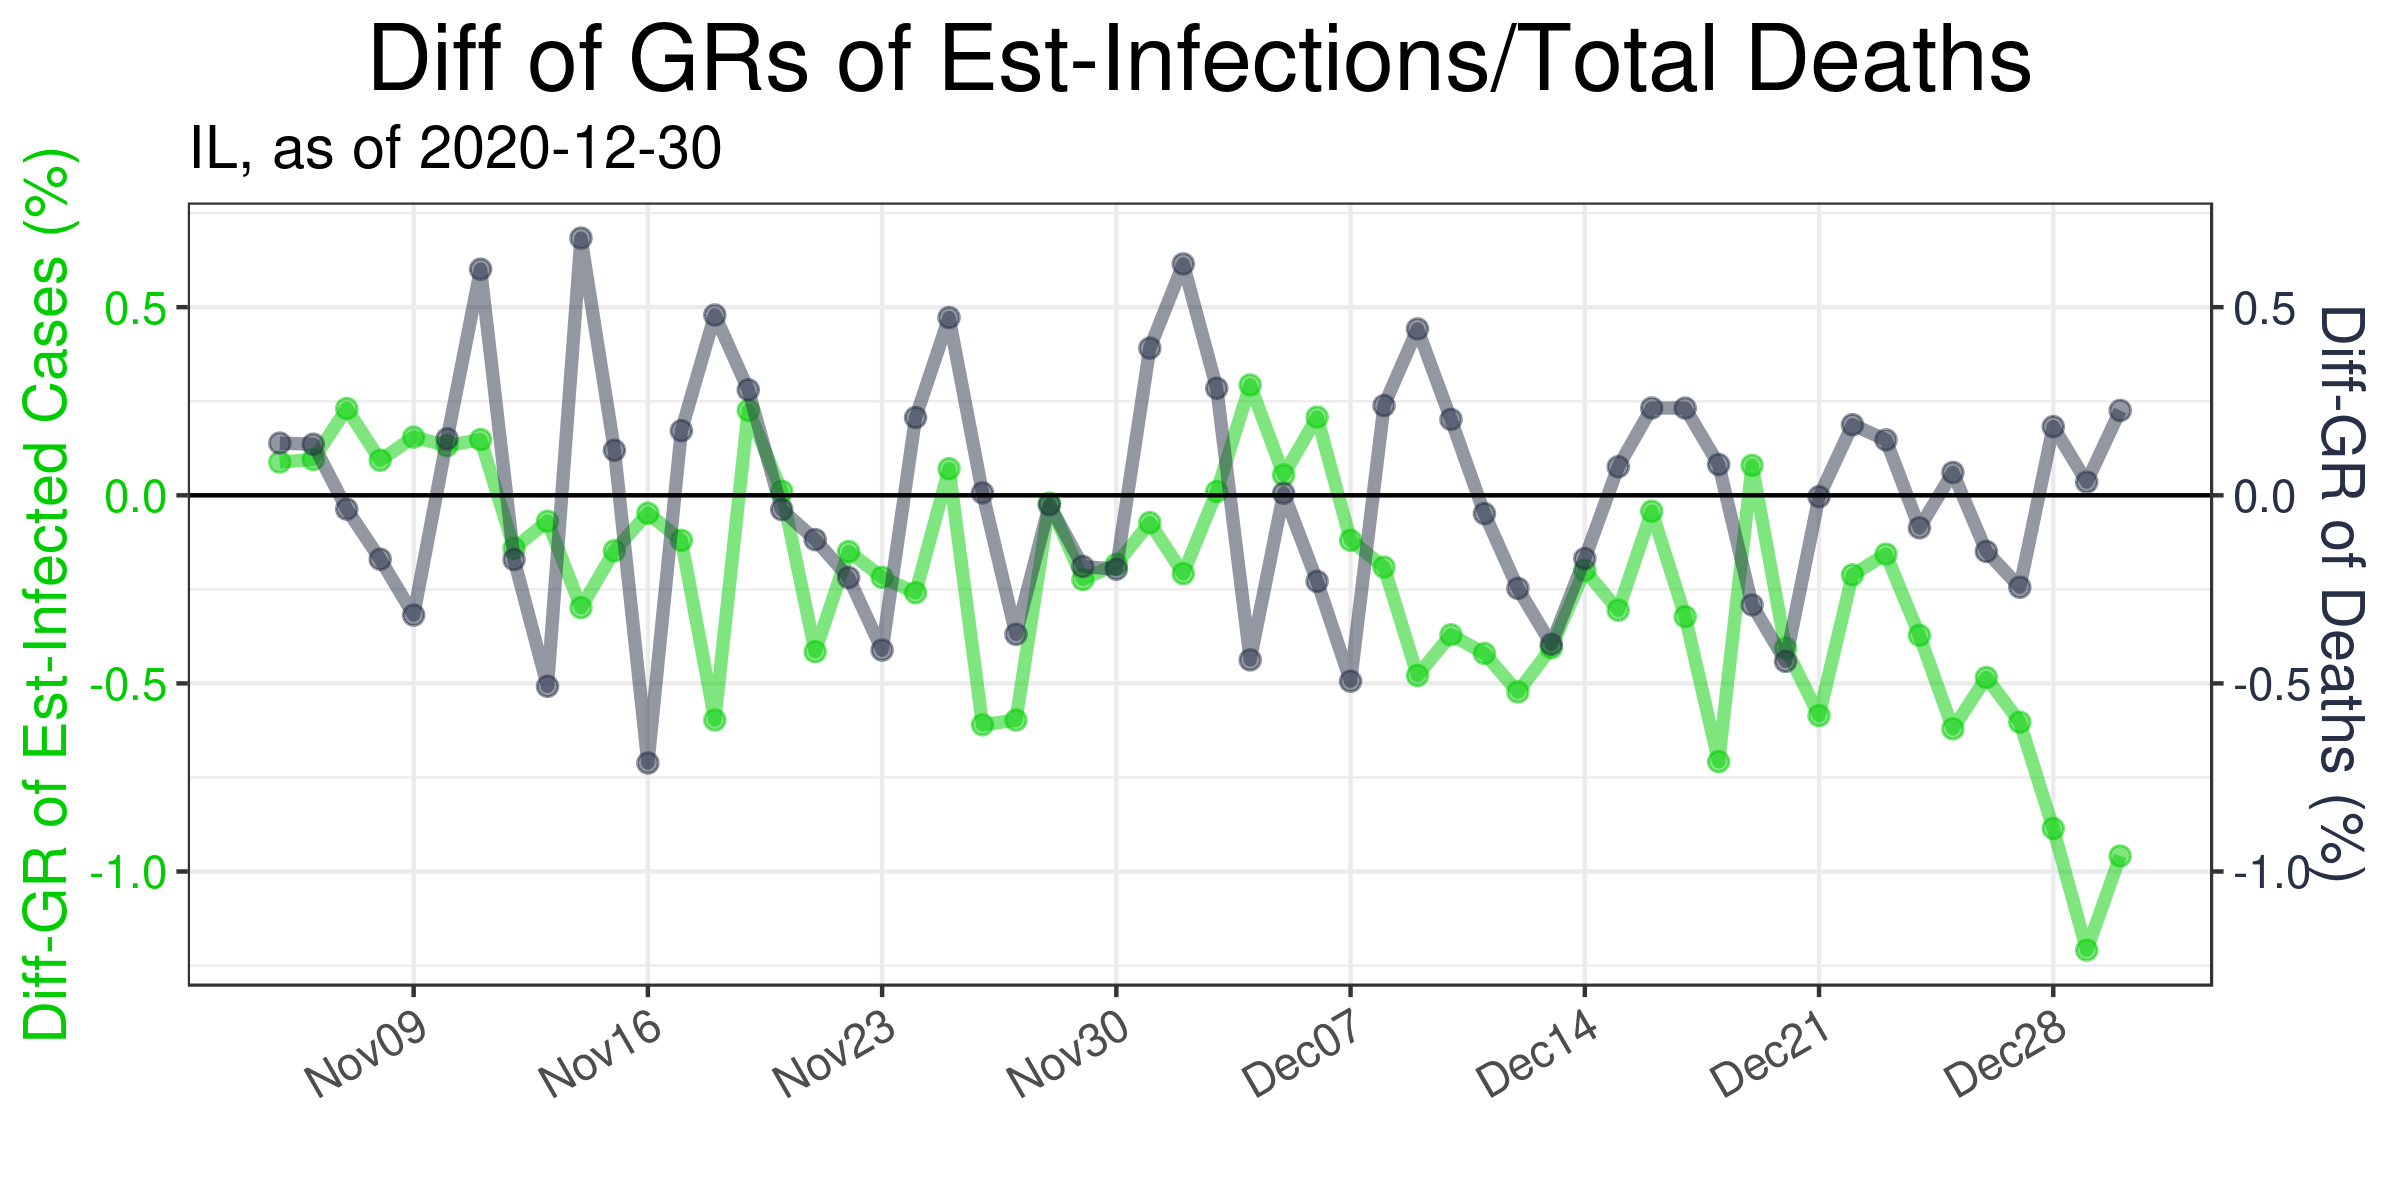 Diff of GRs of Est-Infections/Total Deaths
IL, as of 2020-12-30
Diff-GR of Est-Infected Cases (%)
0.5
0.0
-0.5
-1.0
0.5
0.0
-0.5
-1.0
Diff-GR of Deaths (%)
Nov09
Nov16
Nov23
Nov30
Dec07
Dec14
Dec21
Dec28